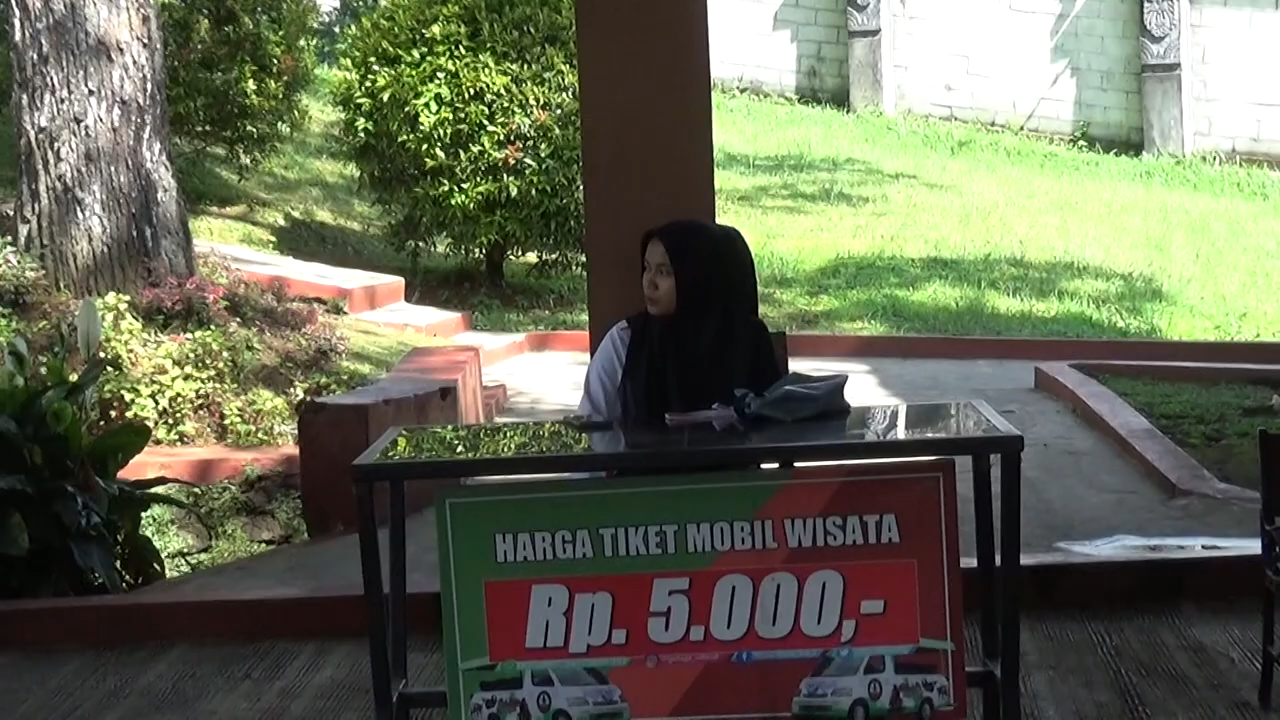 HARGA TIKET MOBIL WISATA
Rp. 5.000,-